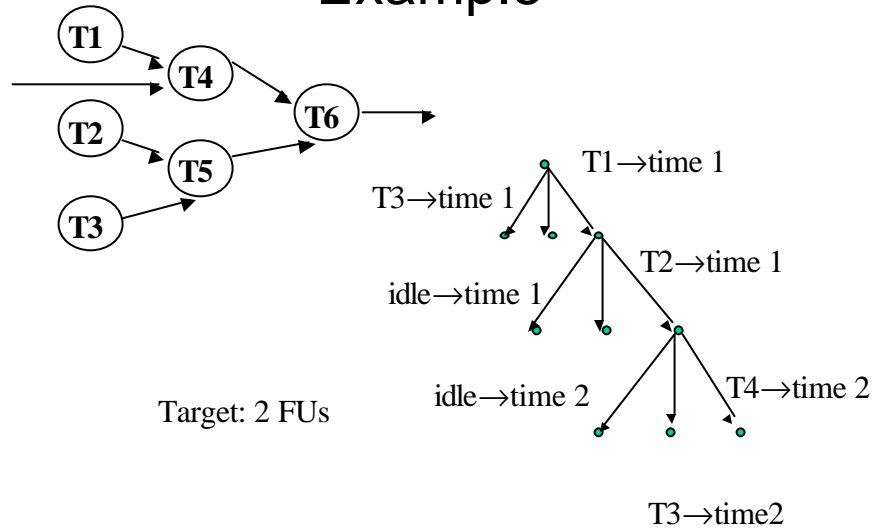 Example
T1
T4
T2
T6
T5
T3
T1→time 1
T3→time 1
T2→time 1
idle→time 1
idle→time 2
T4→time 2
Target: 2 FUs
T3→time2